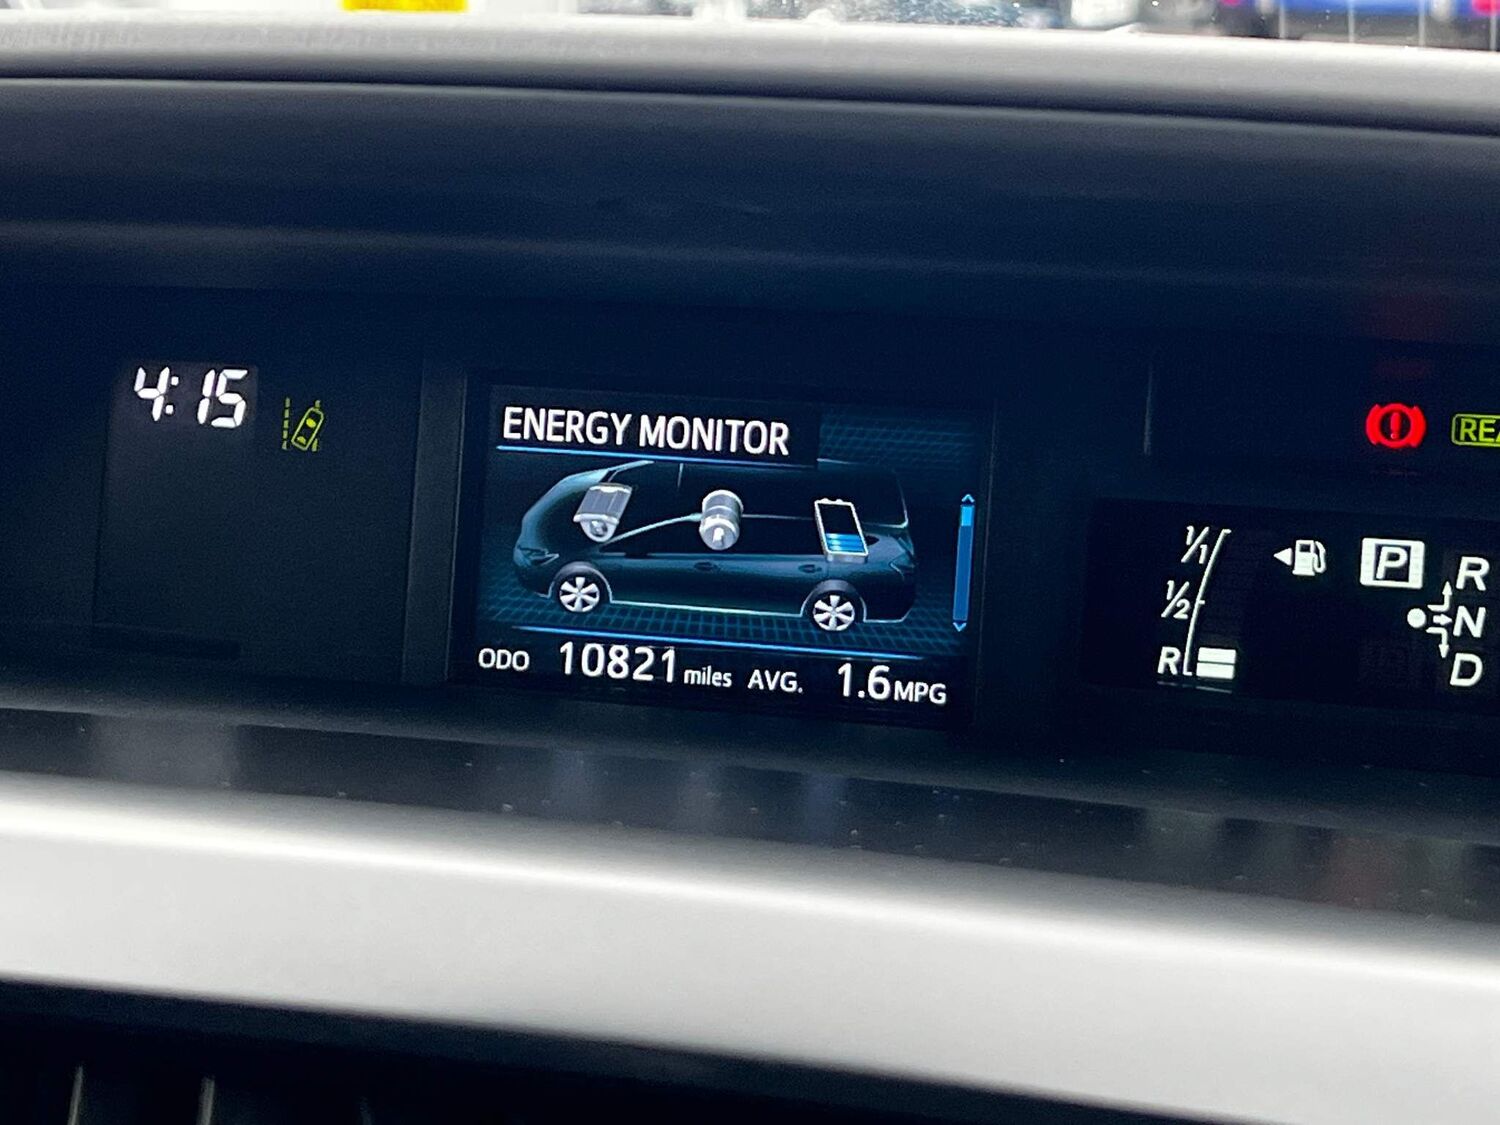 4:15
ENERGY MONITOR
ODO 10821 miles AVG. 1.6 MPG
1/1
1/2
R
P
R
N
D